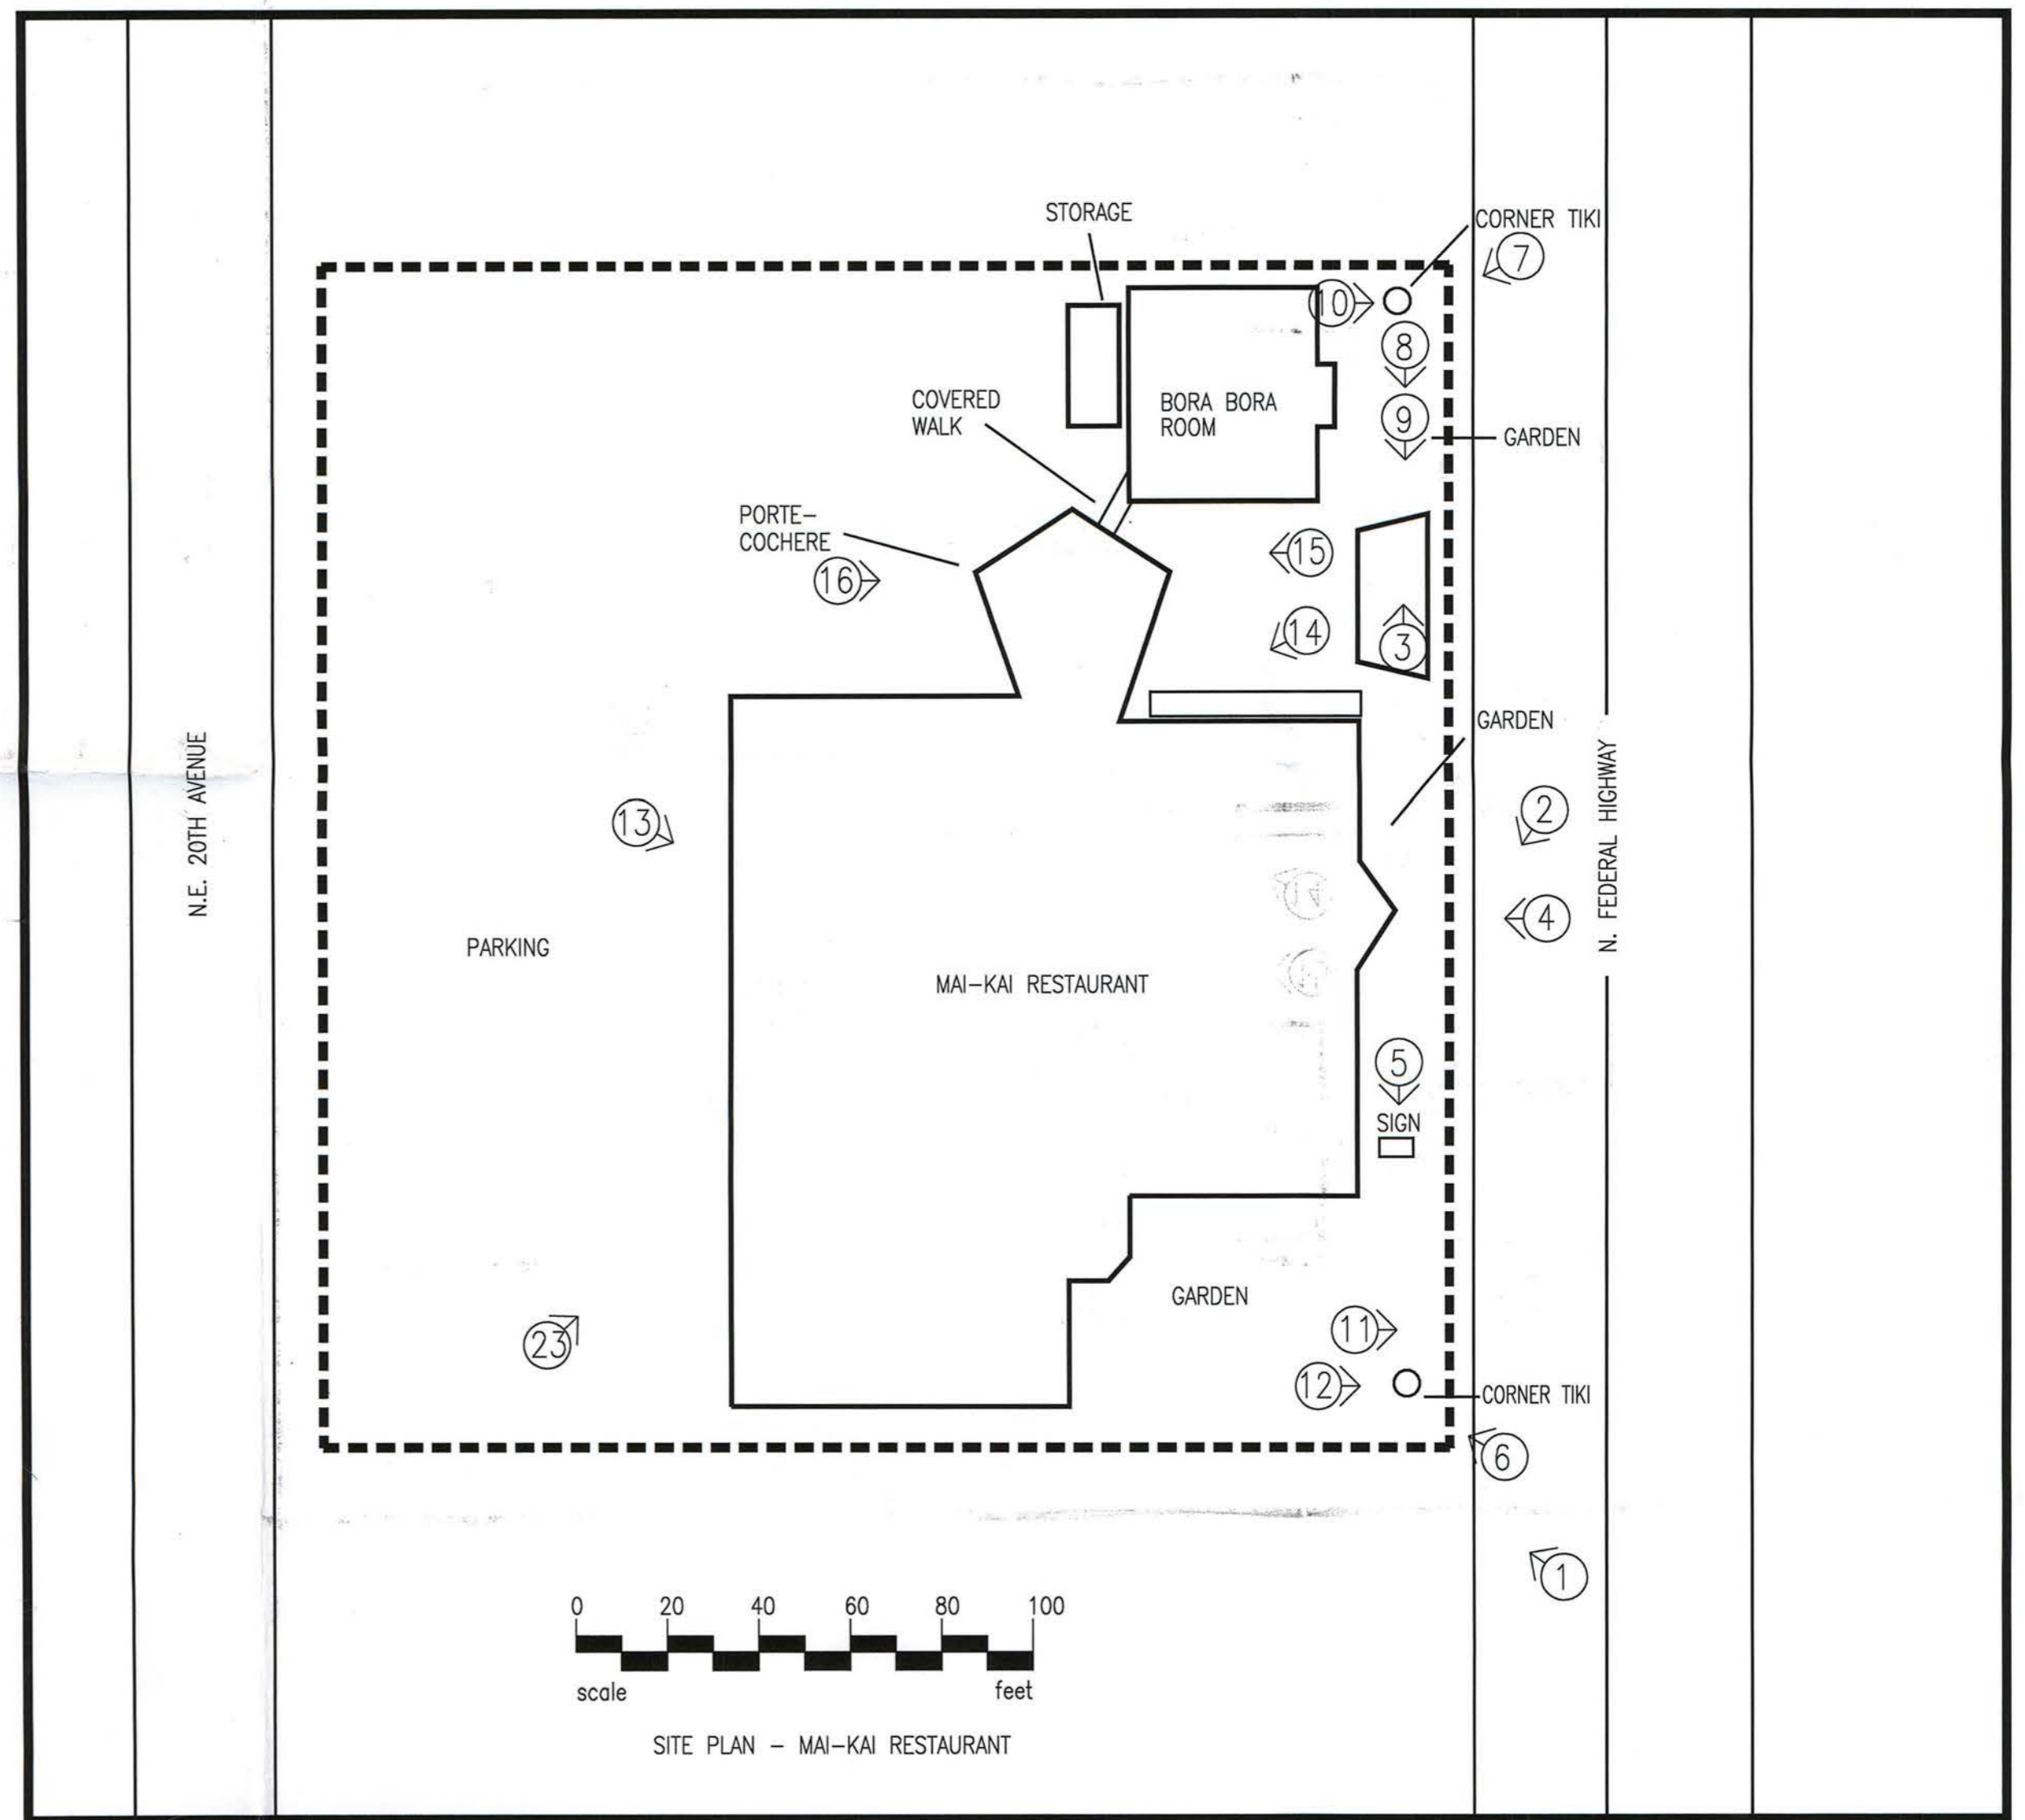 STORAGE
CORNER TIKI
7
10
8
COVERED
WALK
BORA BORA
ROOM
9
GARDEN
PORTE-
COCHERE
16
15
14
3
GARDEN
N.E. 20TH AVENUE
N. FEDERAL HIGHWAY
13
2
4
PARKING
MAI-KAI RESTAURANT
5
SIGN
GARDEN
23
11
12
CORNER TIKI
6
1
0 20 40 60 80 100
scale feet
SITE PLAN - MAI-KAI RESTAURANT